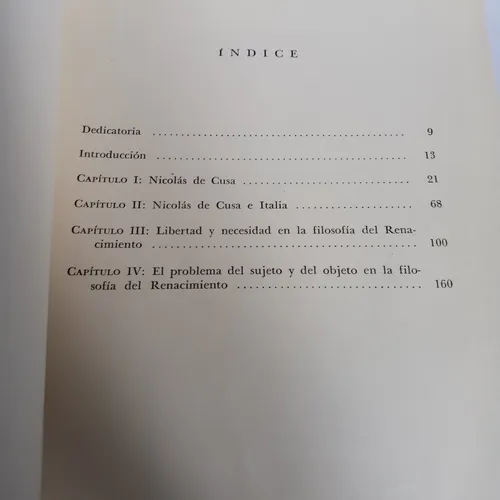 ÍNDICE
Dedicatoria ........................................ 9
Introducción ........................................ 13
CAPÍTULO I: Nicolás de Cusa ........................... 21
CAPÍTULO II: Nicolás de Cusa e Italia .................... 68
CAPÍTULO III: Libertad y necesidad en la filosofía del Rena-
cimiento ........................................ 100
CAPÍTULO IV: El problema del sujeto y del objeto en la filo-
sofía del Renacimiento ............................ 160